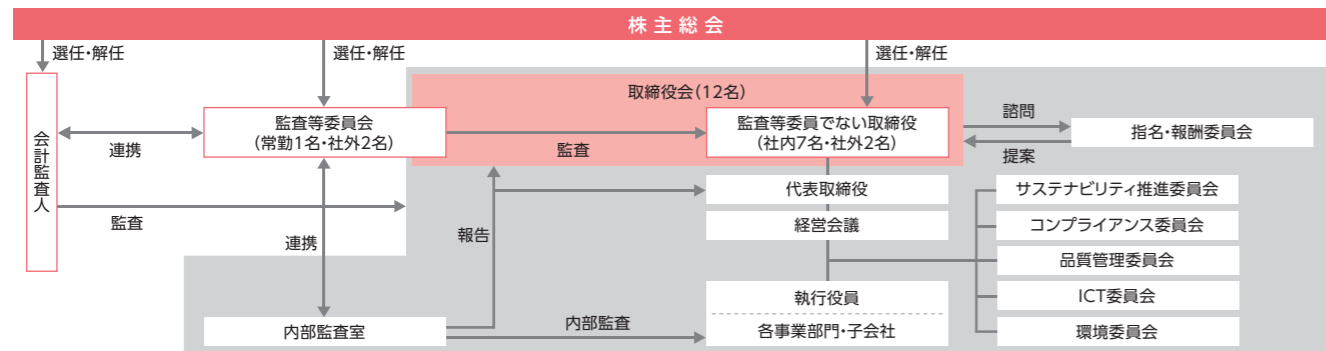 株主総会
選任・解任
選任・解任
選任・解任
取締役会(12名)
会計監査人
連携
監査等委員会
(常勤1名・社外2名)
監査
監査等委員でない取締役
(社内7名・社外2名)
諮問
提案
指名・報酬委員会
監査
連携
報告
代表取締役
経営会議
サステナビリティ推進委員会
コンプライアンス委員会
品質管理委員会
ICT委員会
環境委員会
内部監査室
内部監査
執行役員
各事業部門・子会社